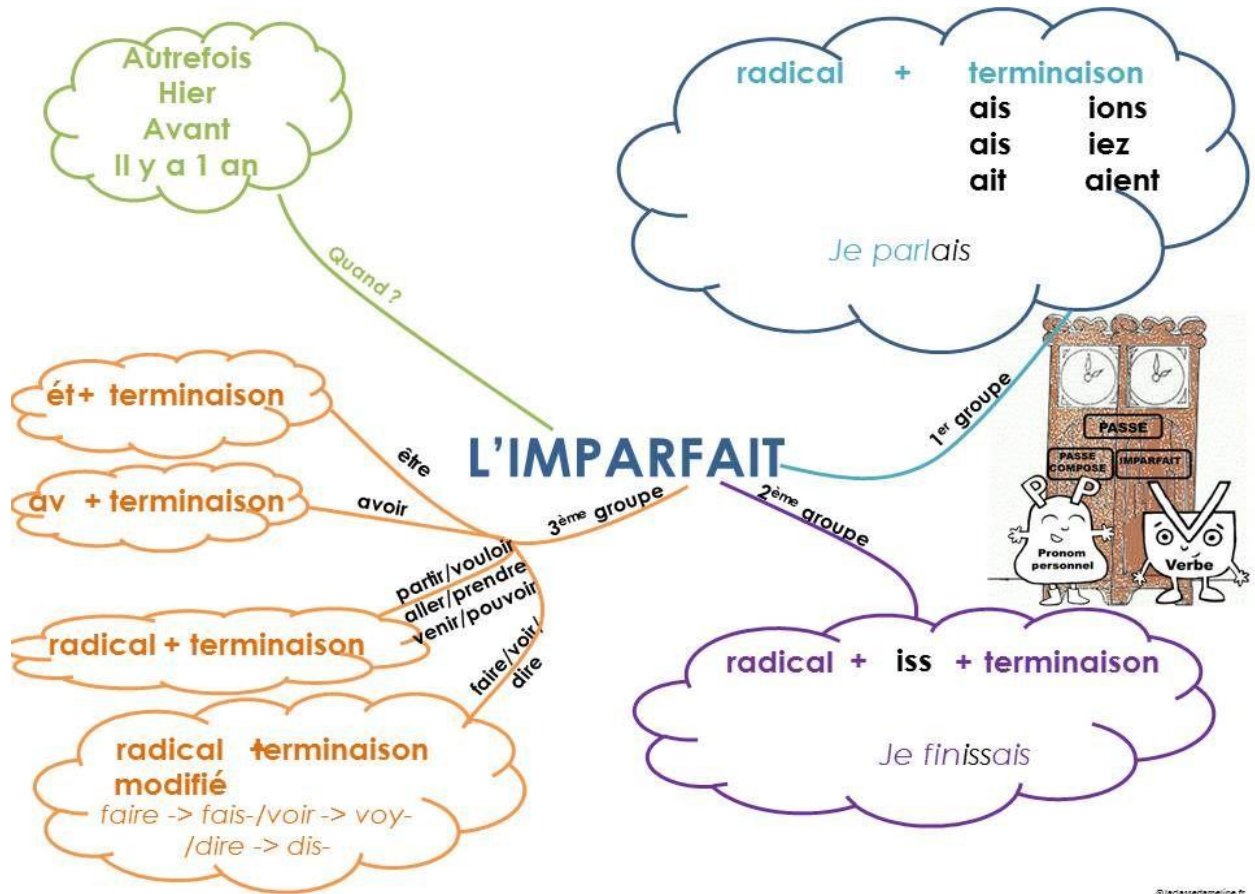 Autrefois
Hier
Avant
Il y a 1 an
Quand ?
radical + terminaison
ais ions
ais iez
ait aient
Je parlais
1er groupe
L'IMPARFAIT
PASSE
PASSE COMPOSE
IMPARFAIT
P P
Pronom
personnel
V
Verbe
2ème groupe
radical + iss + terminaison
Je finissais
3ème groupe
être
ét+ terminaison
avoir
av + terminaison
partir/vouloir
aller/prendre
venir/pouvoir
radical + terminaison
faire/voir/
dire
radical +terminaison
modifié
faire -> fais-/voir -> voy-
/dire -> dis-